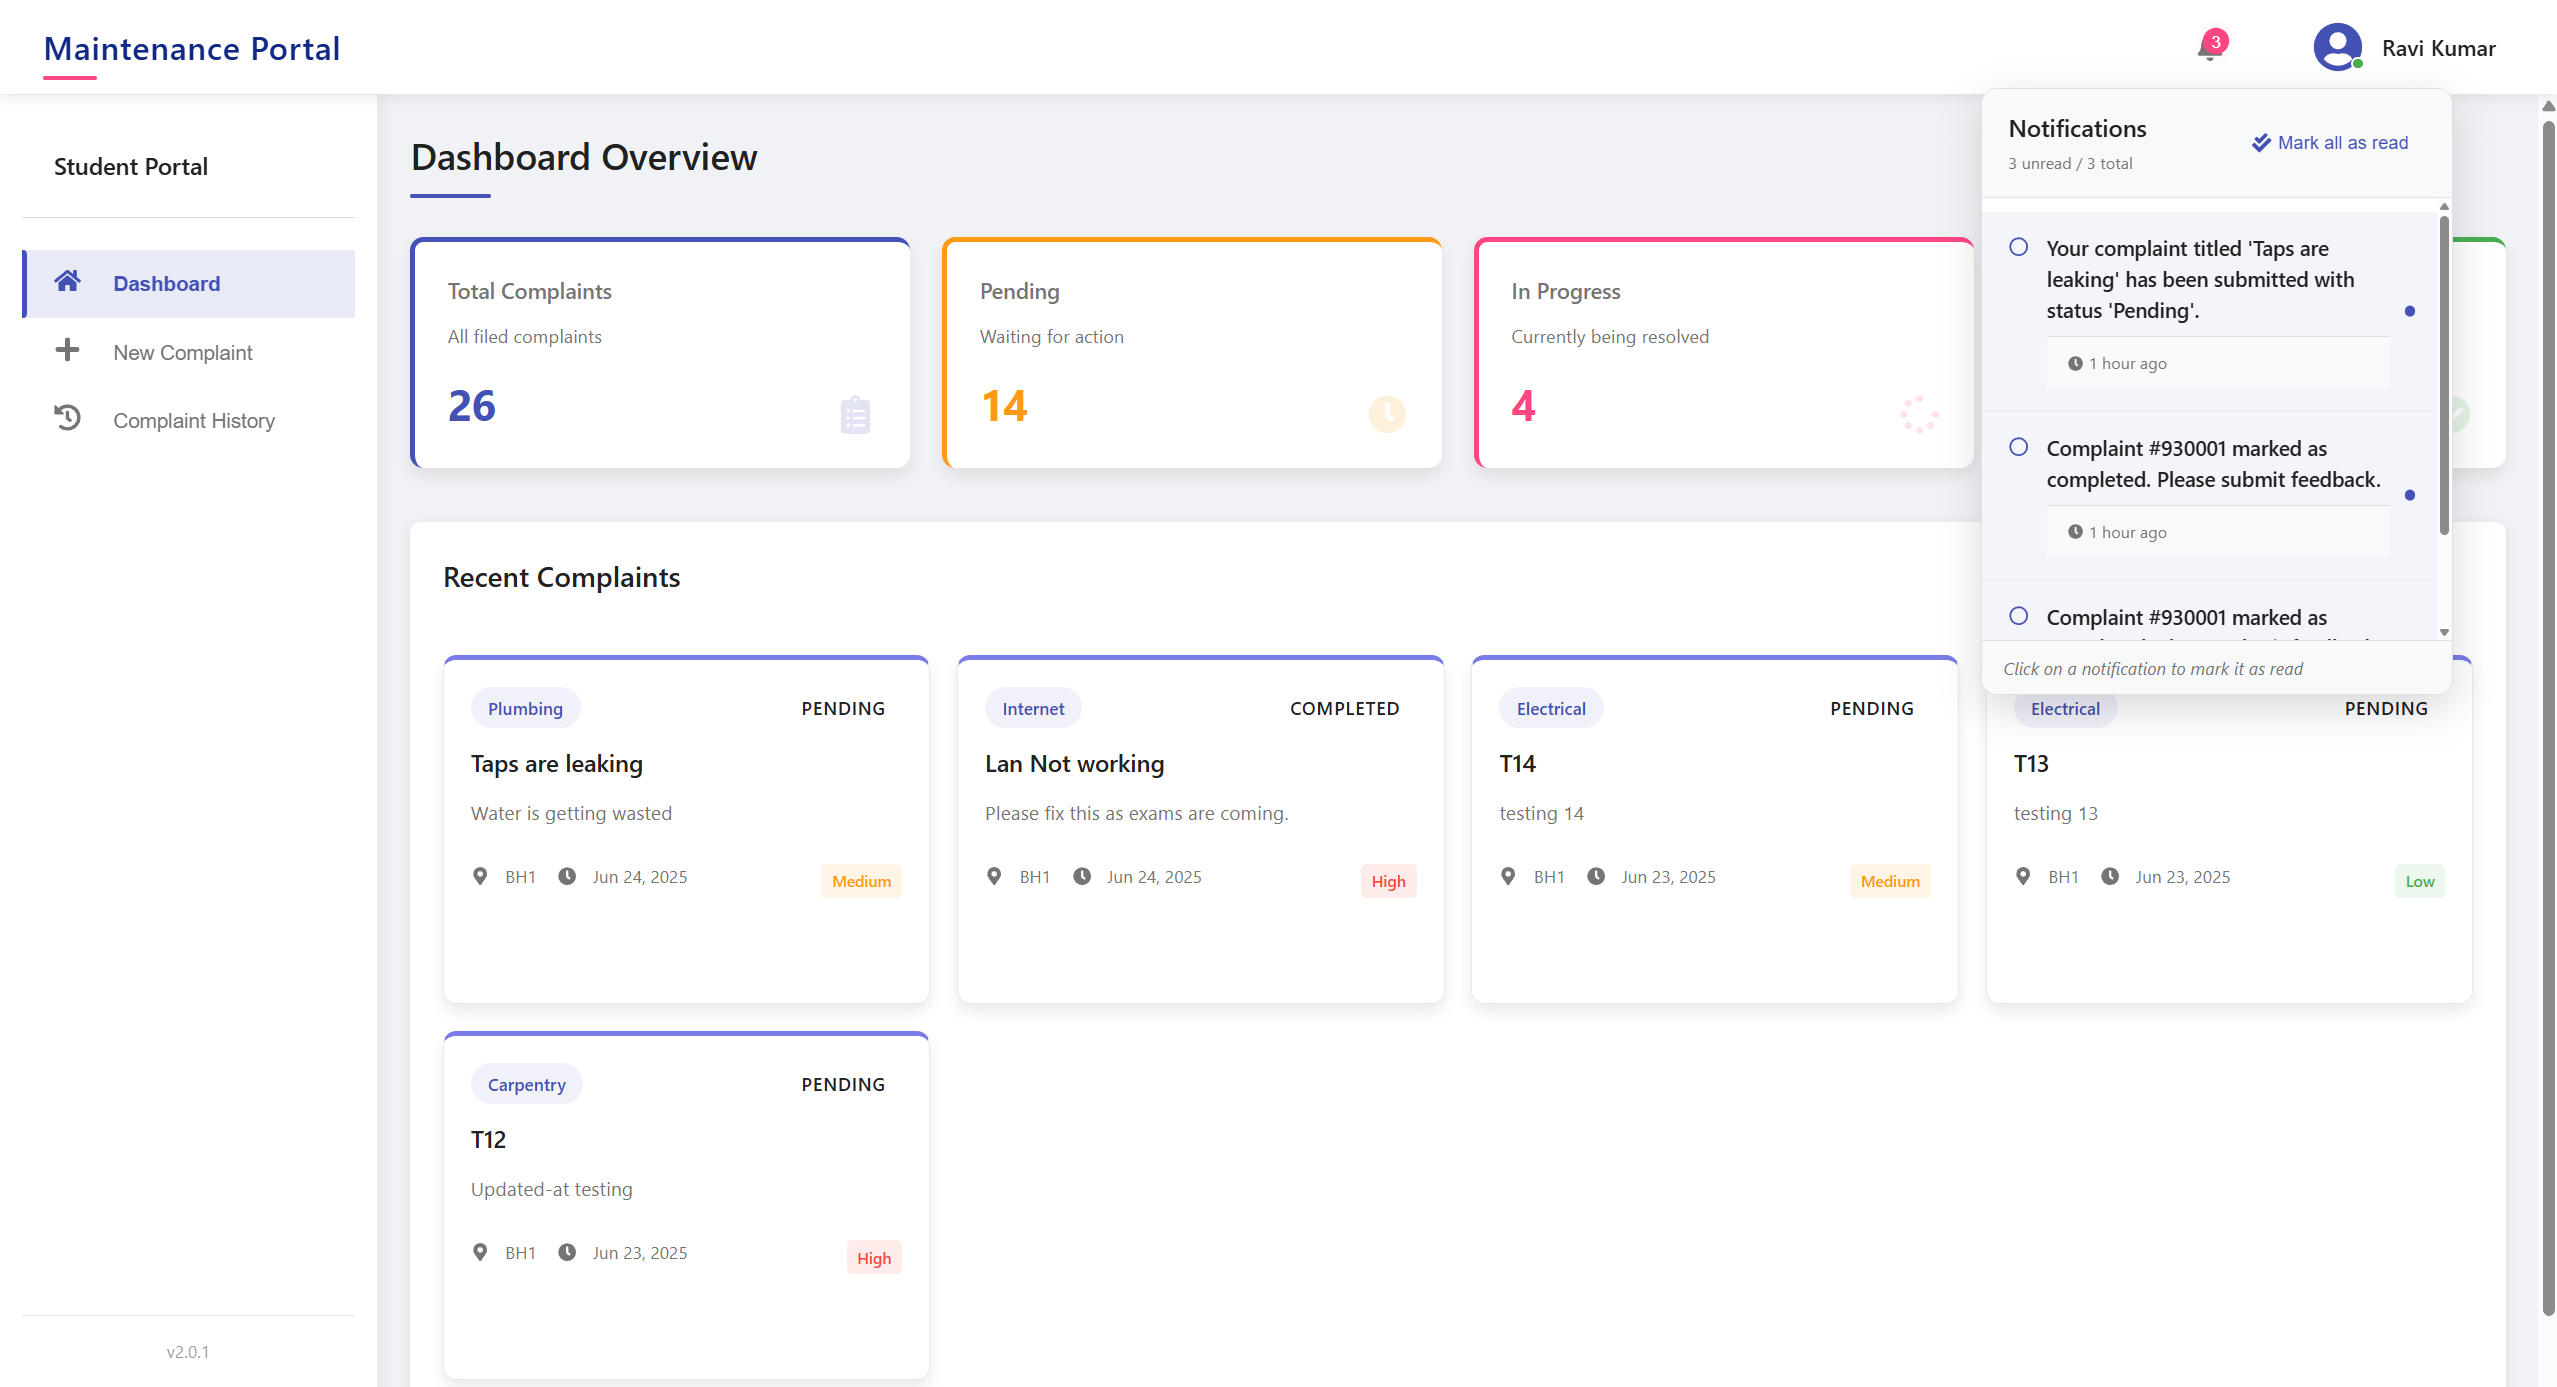 Maintenance Portal
3
Ravi Kumar
Student Portal
Dashboard
New Complaint
Complaint History
v2.0.1
Dashboard Overview
Total Complaints
All filed complaints
26
Pending
Waiting for action
14
In Progress
Currently being resolved
4
Notifications
3 unread / 3 total
Mark all as read
Your complaint titled 'Taps are
leaking' has been submitted with
status 'Pending'.
1 hour ago
Complaint #930001 marked as
completed. Please submit feedback.
1 hour ago
Complaint #930001 marked as
Click on a notification to mark it as read
Recent Complaints
Plumbing
PENDING
Taps are leaking
Water is getting wasted
BH1
Jun 24, 2025
Medium
Internet
COMPLETED
Lan Not working
Please fix this as exams are coming.
BH1
Jun 24, 2025
High
Electrical
PENDING
T14
testing 14
BH1
Jun 23, 2025
Medium
Electrical
PENDING
T13
testing 13
BH1
Jun 23, 2025
Low
Carpentry
PENDING
T12
Updated-at testing
BH1
Jun 23, 2025
High